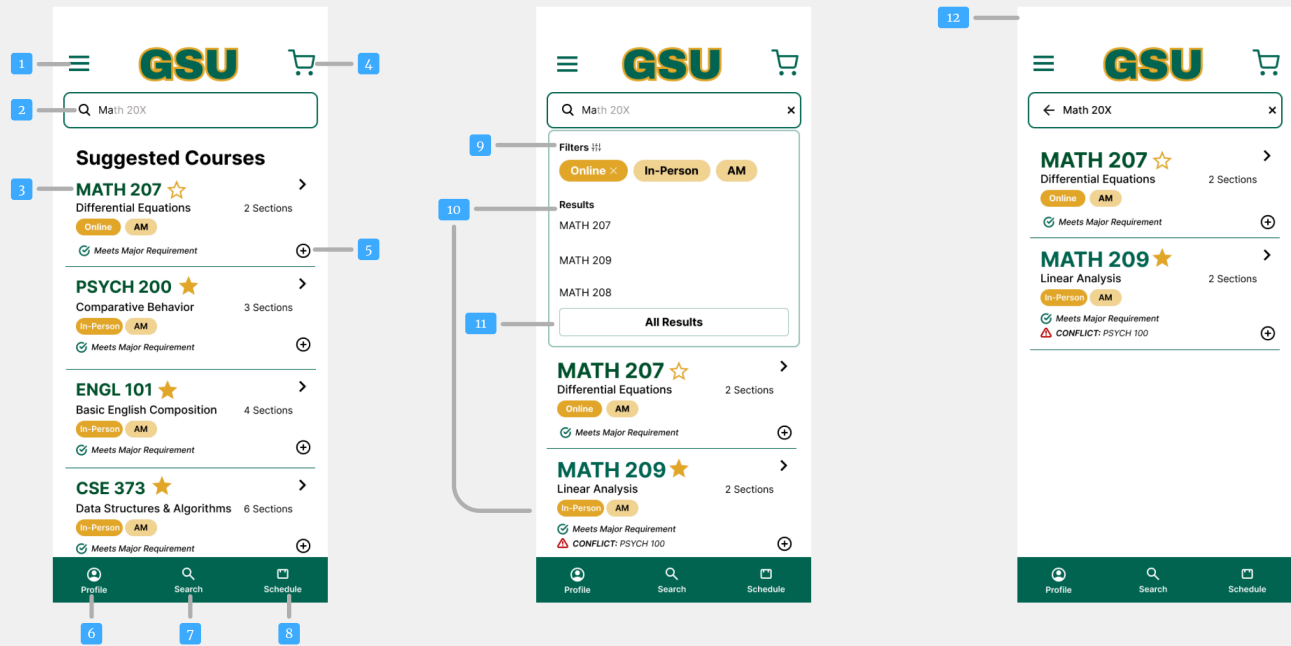 12
1
GSU
4
2
Math 20X
Suggested Courses
3
MATH 207
Differential Equations
2 Sections
Online
AM
Meets Major Requirement
5
PSYCH 200
Comparative Behavior
3 Sections
In-Person
AM
Meets Major Requirement
ENGL 101
Basic English Composition
4 Sections
In-Person
AM
Meets Major Requirement
CSE 373
Data Structures & Algorithms
6 Sections
In-Person
AM
Meets Major Requirement
Profile
Search
Schedule
6
7
8
GSU
Math 20X
9
Filters
Online ×
In-Person
AM
10
Results
MATH 207
MATH 209
MATH 208
11
All Results
MATH 207
Differential Equations
2 Sections
Online
AM
Meets Major Requirement
MATH 209
Linear Analysis
2 Sections
In-Person
AM
Meets Major Requirement
CONFLICT: PSYCH 100
Profile
Search
Schedule
GSU
Math 20X
MATH 207
Differential Equations
2 Sections
Online
AM
Meets Major Requirement
MATH 209
Linear Analysis
2 Sections
In-Person
AM
Meets Major Requirement
CONFLICT: PSYCH 100
Profile
Search
Schedule